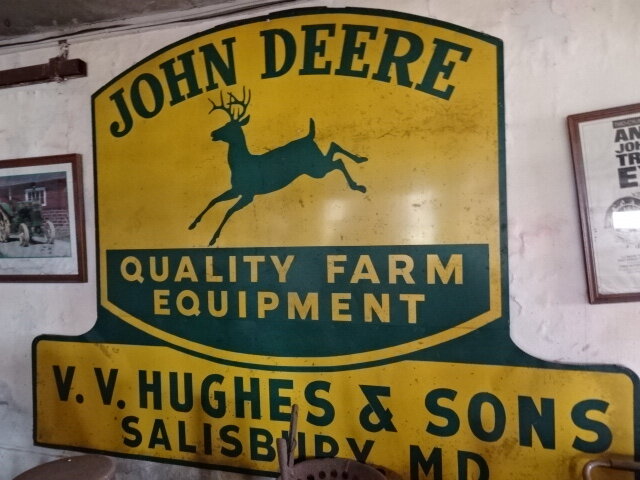 JOHN DEERE
QUALITY FARM
EQUIPMENT
V. V. HUGHES & SONS
SALISBURY, MD.